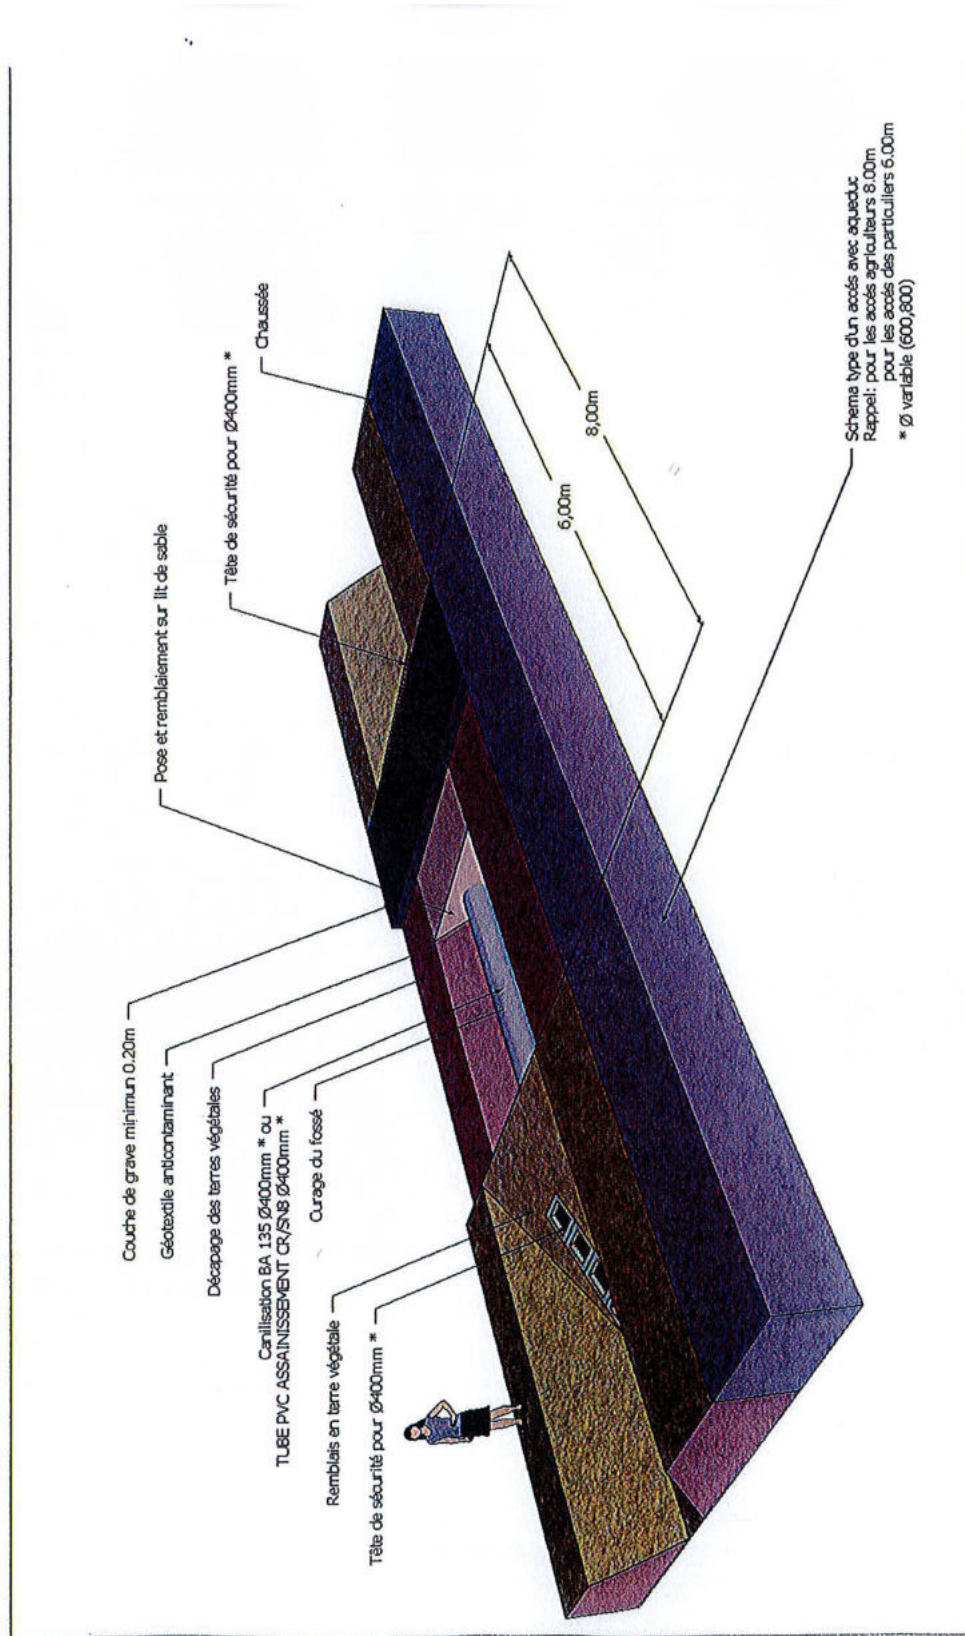 Couche de grave minimun 0.20m
Géotextile anticontaminant
Décapage des terres végétales
Canilisation BA 135 Ø400mm * ou
TUBE PVC ASSAINISSEMENT CR/SN8 Ø400mm *
Curage du fossé
Remblais en terre végétale
Tête de sécurité pour Ø400mm *
Pose et remblaiement sur lit de sable
Tête de sécurité pour Ø400mm *
Chaussée
6,00m
8,00m
Schema type d'un accés avec aqueduc
Rappel: pour les accés agriculteurs 8.00m
pour les accés des particuliers 6.00m
* Ø variable (600,800)